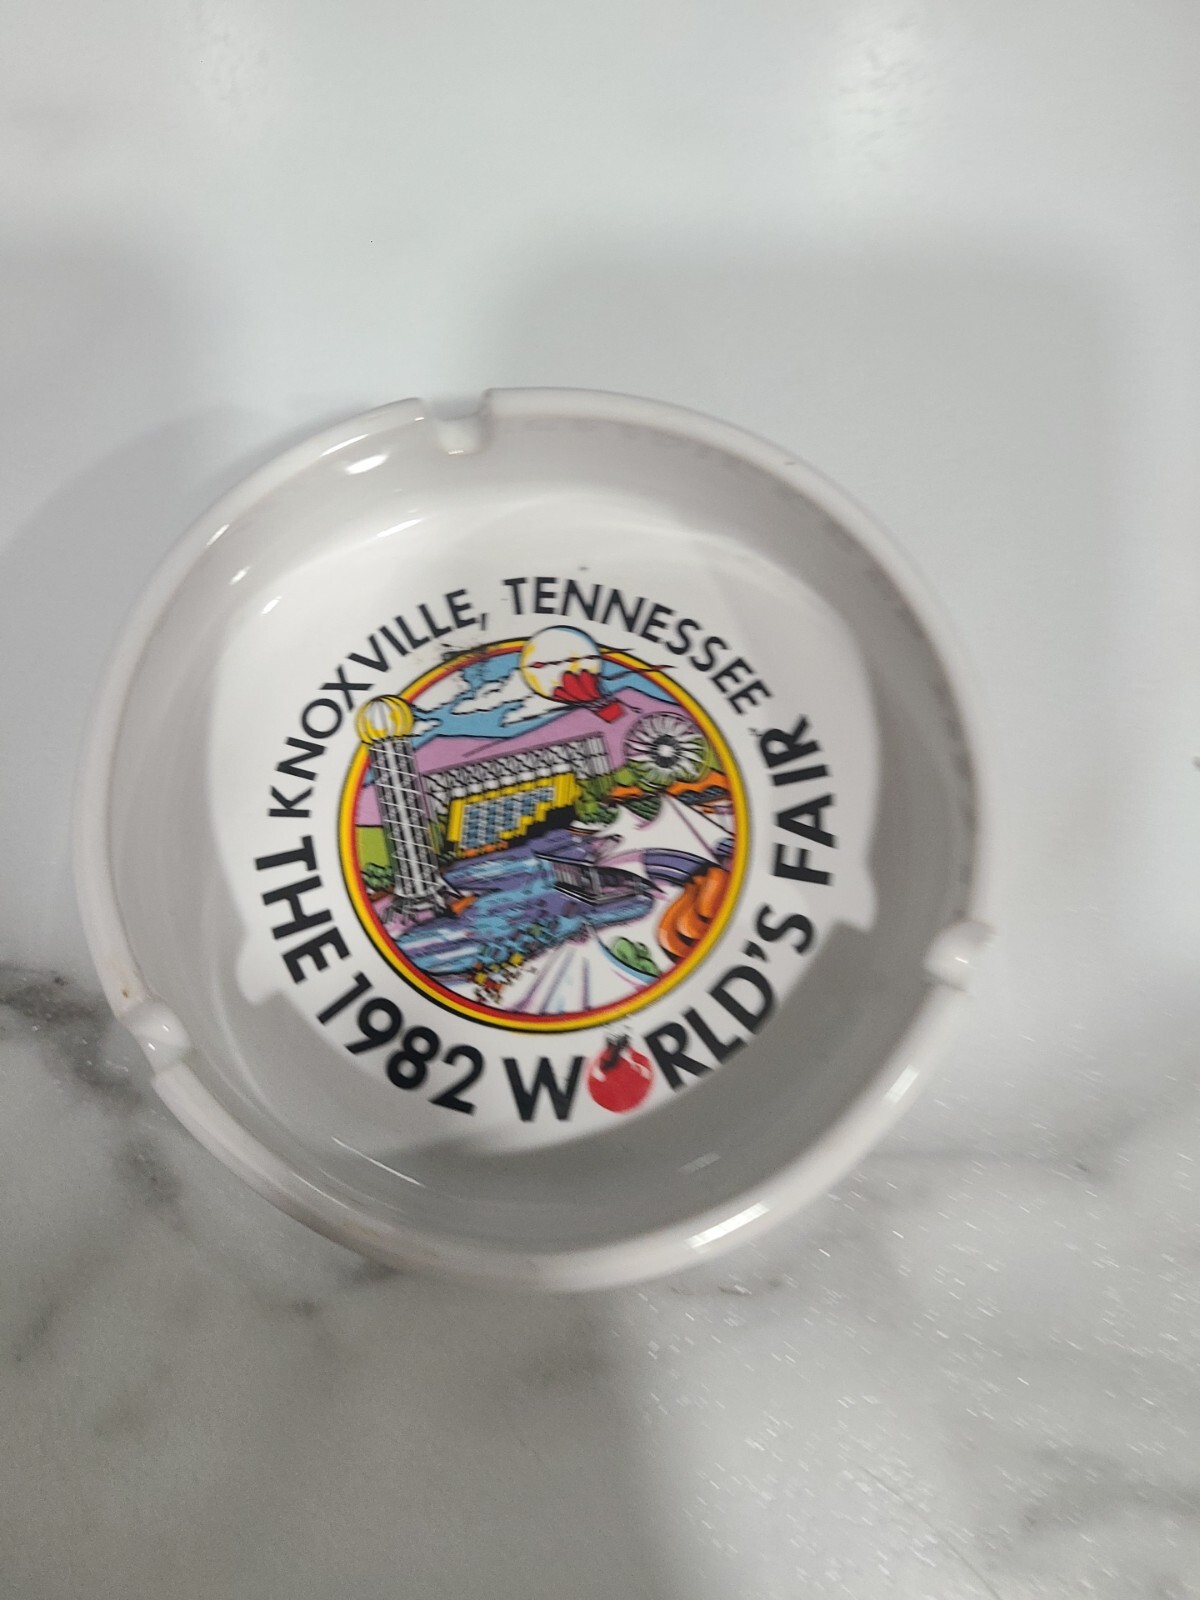 KNOXVILLE, TENNESSEE
THE 1982 WORLD'S FAIR